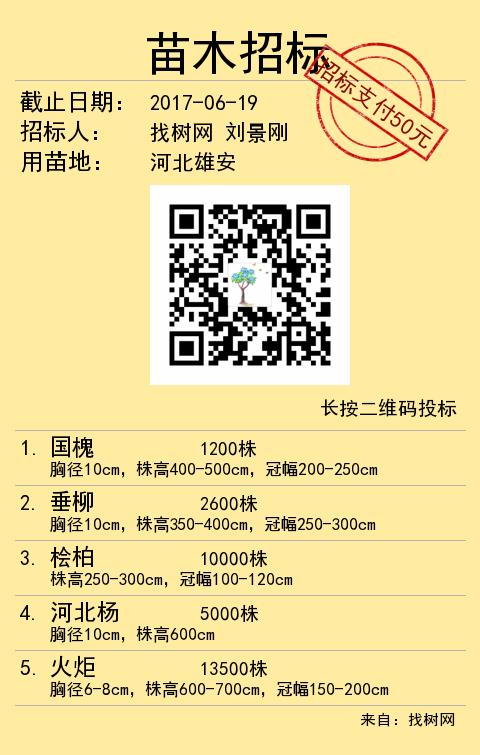 苗木招标
招标支付50元
截止日期： 2017-06-19
招标人： 找树网 刘景刚
用苗地： 河北雄安
长按二维码投标
1. 国槐 1200株
胸径10cm，株高400-500cm，冠幅200-250cm
2. 垂柳 2600株
胸径10cm，株高350-400cm，冠幅250-300cm
3. 桧柏 10000株
株高250-300cm，冠幅100-120cm
4. 河北杨 5000株
胸径10cm，株高600cm
5. 火炬 13500株
胸径6-8cm，株高600-700cm，冠幅150-200cm
来自：找树网